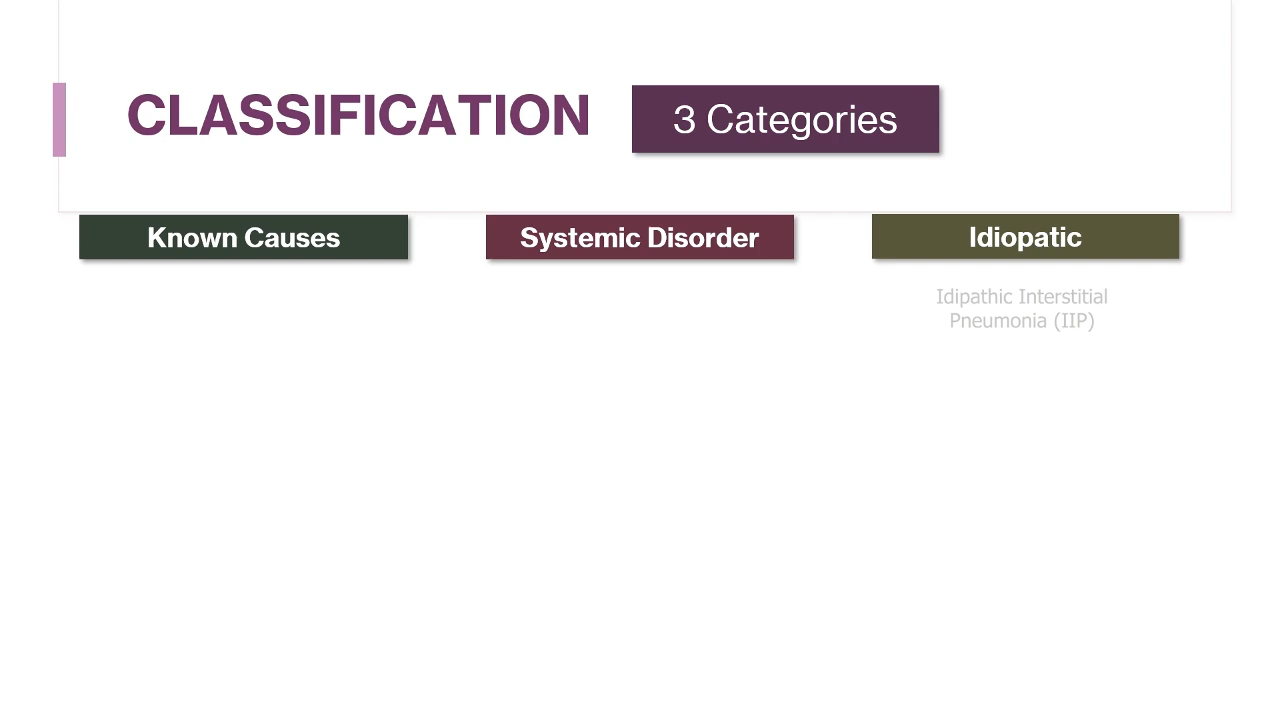 CLASSIFICATION
3 Categories
Known Causes
Systemic Disorder
Idiopatic
Idipathic Interstitial
Pneumonia (IIP)